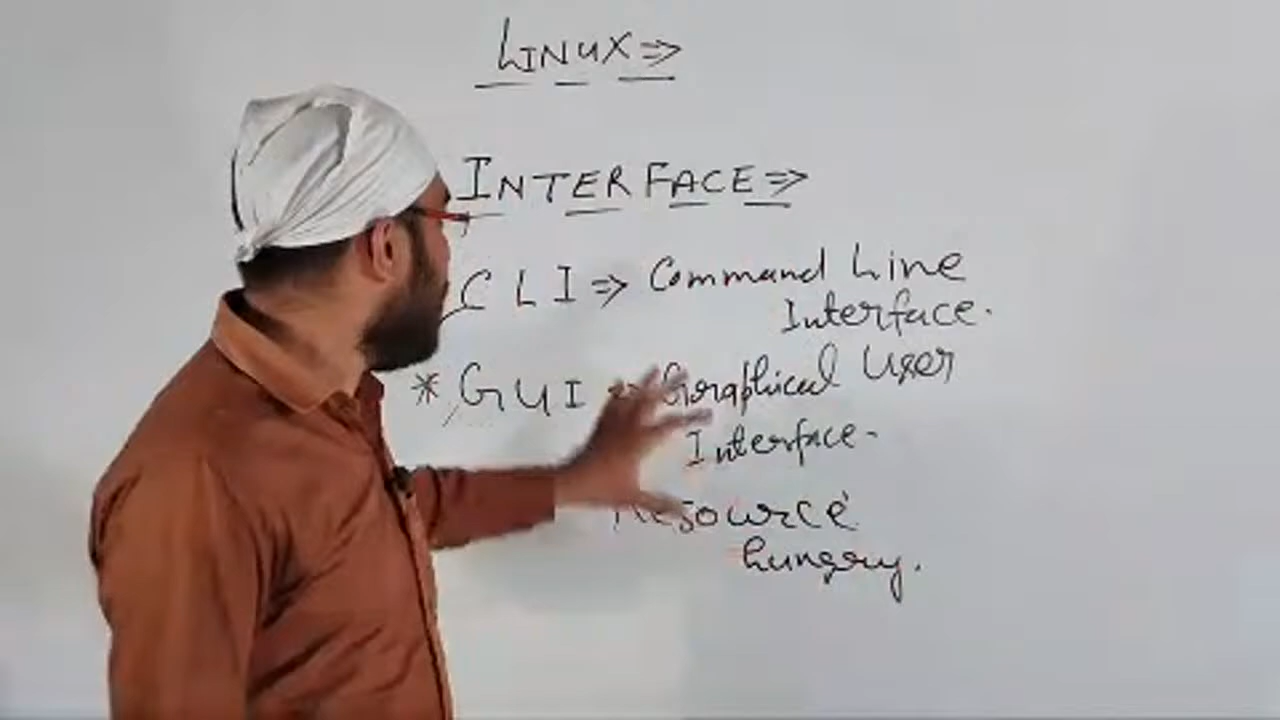 LINUX ⇒
INTERFACE ⇒
CLI ⇒ Command Line
Interface.
* GUI ⇒ Graphical User
Interface.
Resource
hungry.